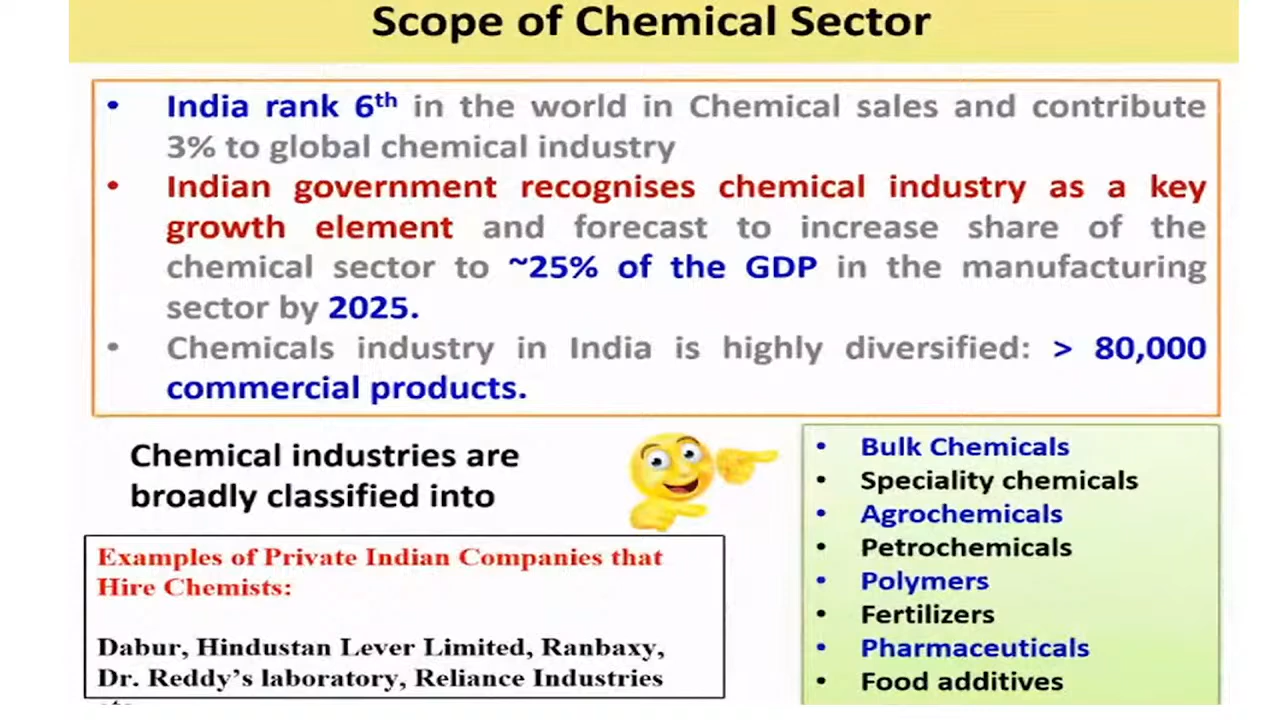 Scope of Chemical Sector
• India rank 6th in the world in Chemical sales and contribute
3% to global chemical industry
• Indian government recognises chemical industry as a key
growth element and forecast to increase share of the
chemical sector to ~25% of the GDP in the manufacturing
sector by 2025.
• Chemicals industry in India is highly diversified: > 80,000
commercial products.
Chemical industries are
broadly classified into
• Bulk Chemicals
• Speciality chemicals
• Agrochemicals
• Petrochemicals
• Polymers
• Fertilizers
• Pharmaceuticals
• Food additives
Examples of Private Indian Companies that
Hire Chemists:
Dabur, Hindustan Lever Limited, Ranbaxy,
Dr. Reddy's laboratory, Reliance Industries